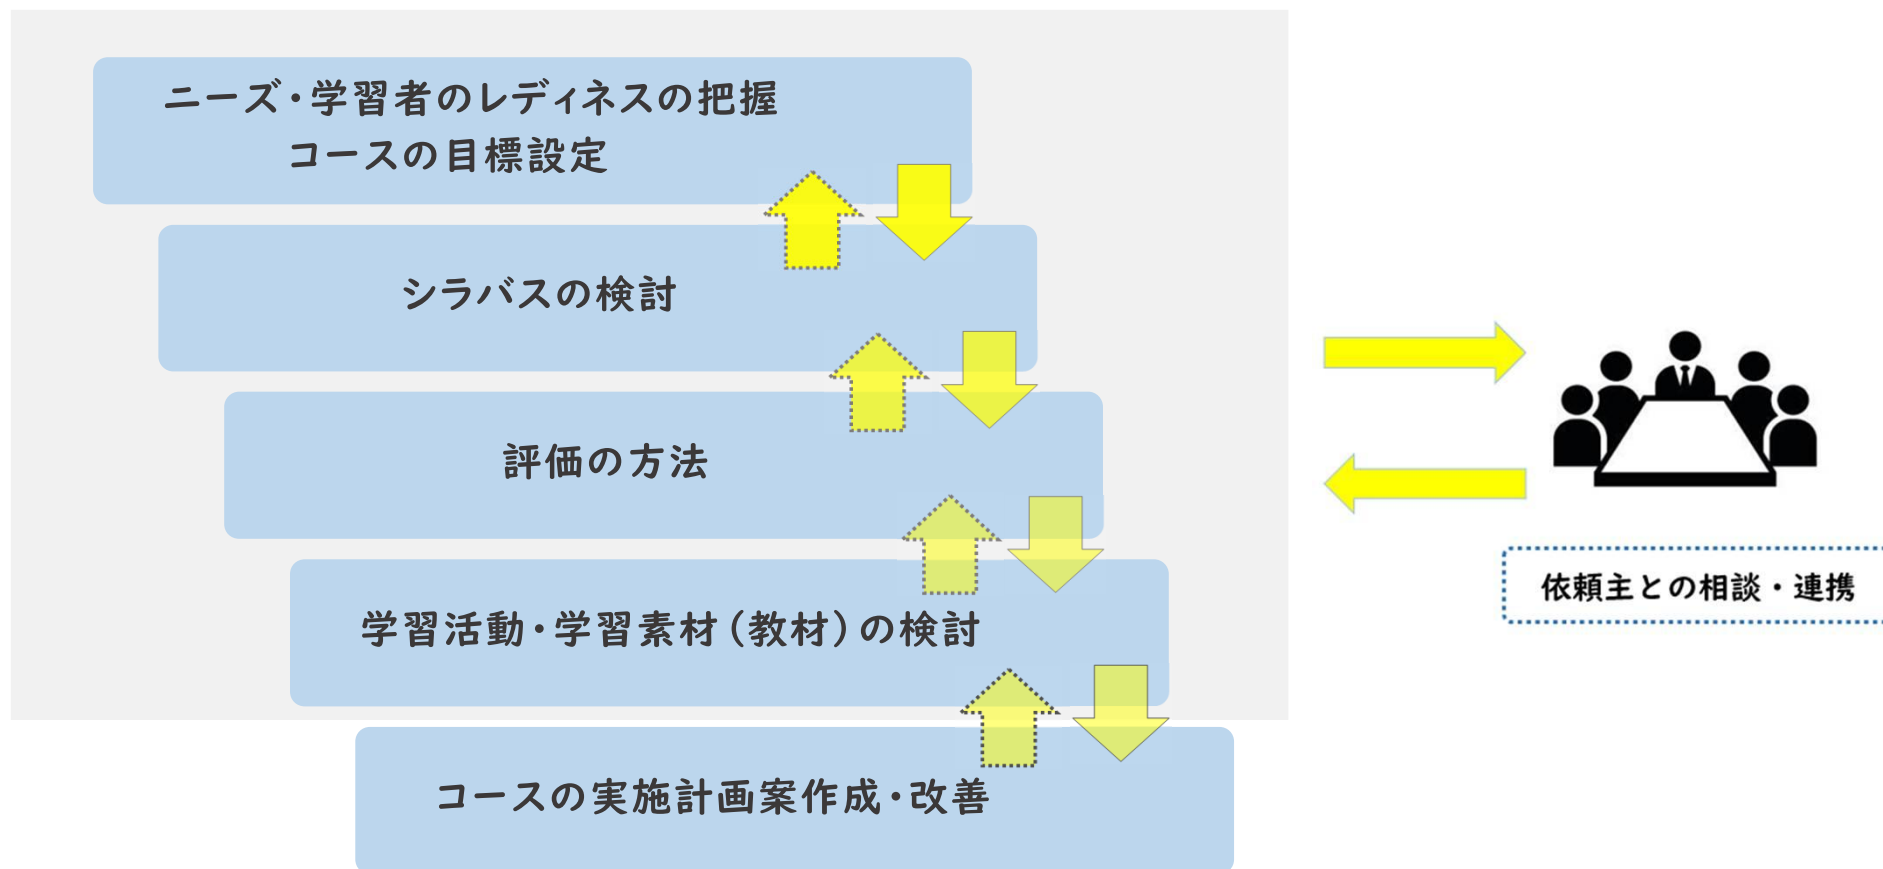 ニーズ・学習者のレディネスの把握
コースの目標設定
シラバスの検討
評価の方法
学習活動・学習素材（教材）の検討
コースの実施計画案作成・改善
依頼主との相談・連携